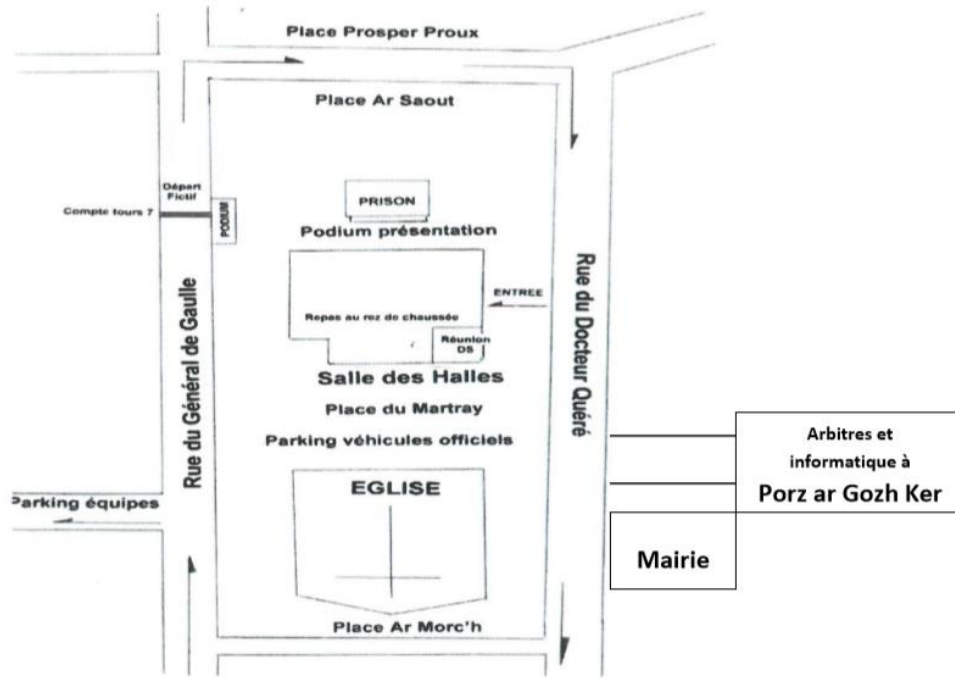 Place Prosper Proux
Place Ar Saout
Départ
Fictif
Compte tours 7
PODIUM
PRISON
Podium présentation
ENTREE
Repas au rez de chaussée
Réunion
DS
Salle des Halles
Place du Martray
Parking véhicules officiels
Rue du Général de Gaulle
Rue du Docteur Quéré
Arbitres et
informatique à
Porz ar Gozh Ker
EGLISE
Parking équipes
Mairie
Place Ar Morc'h